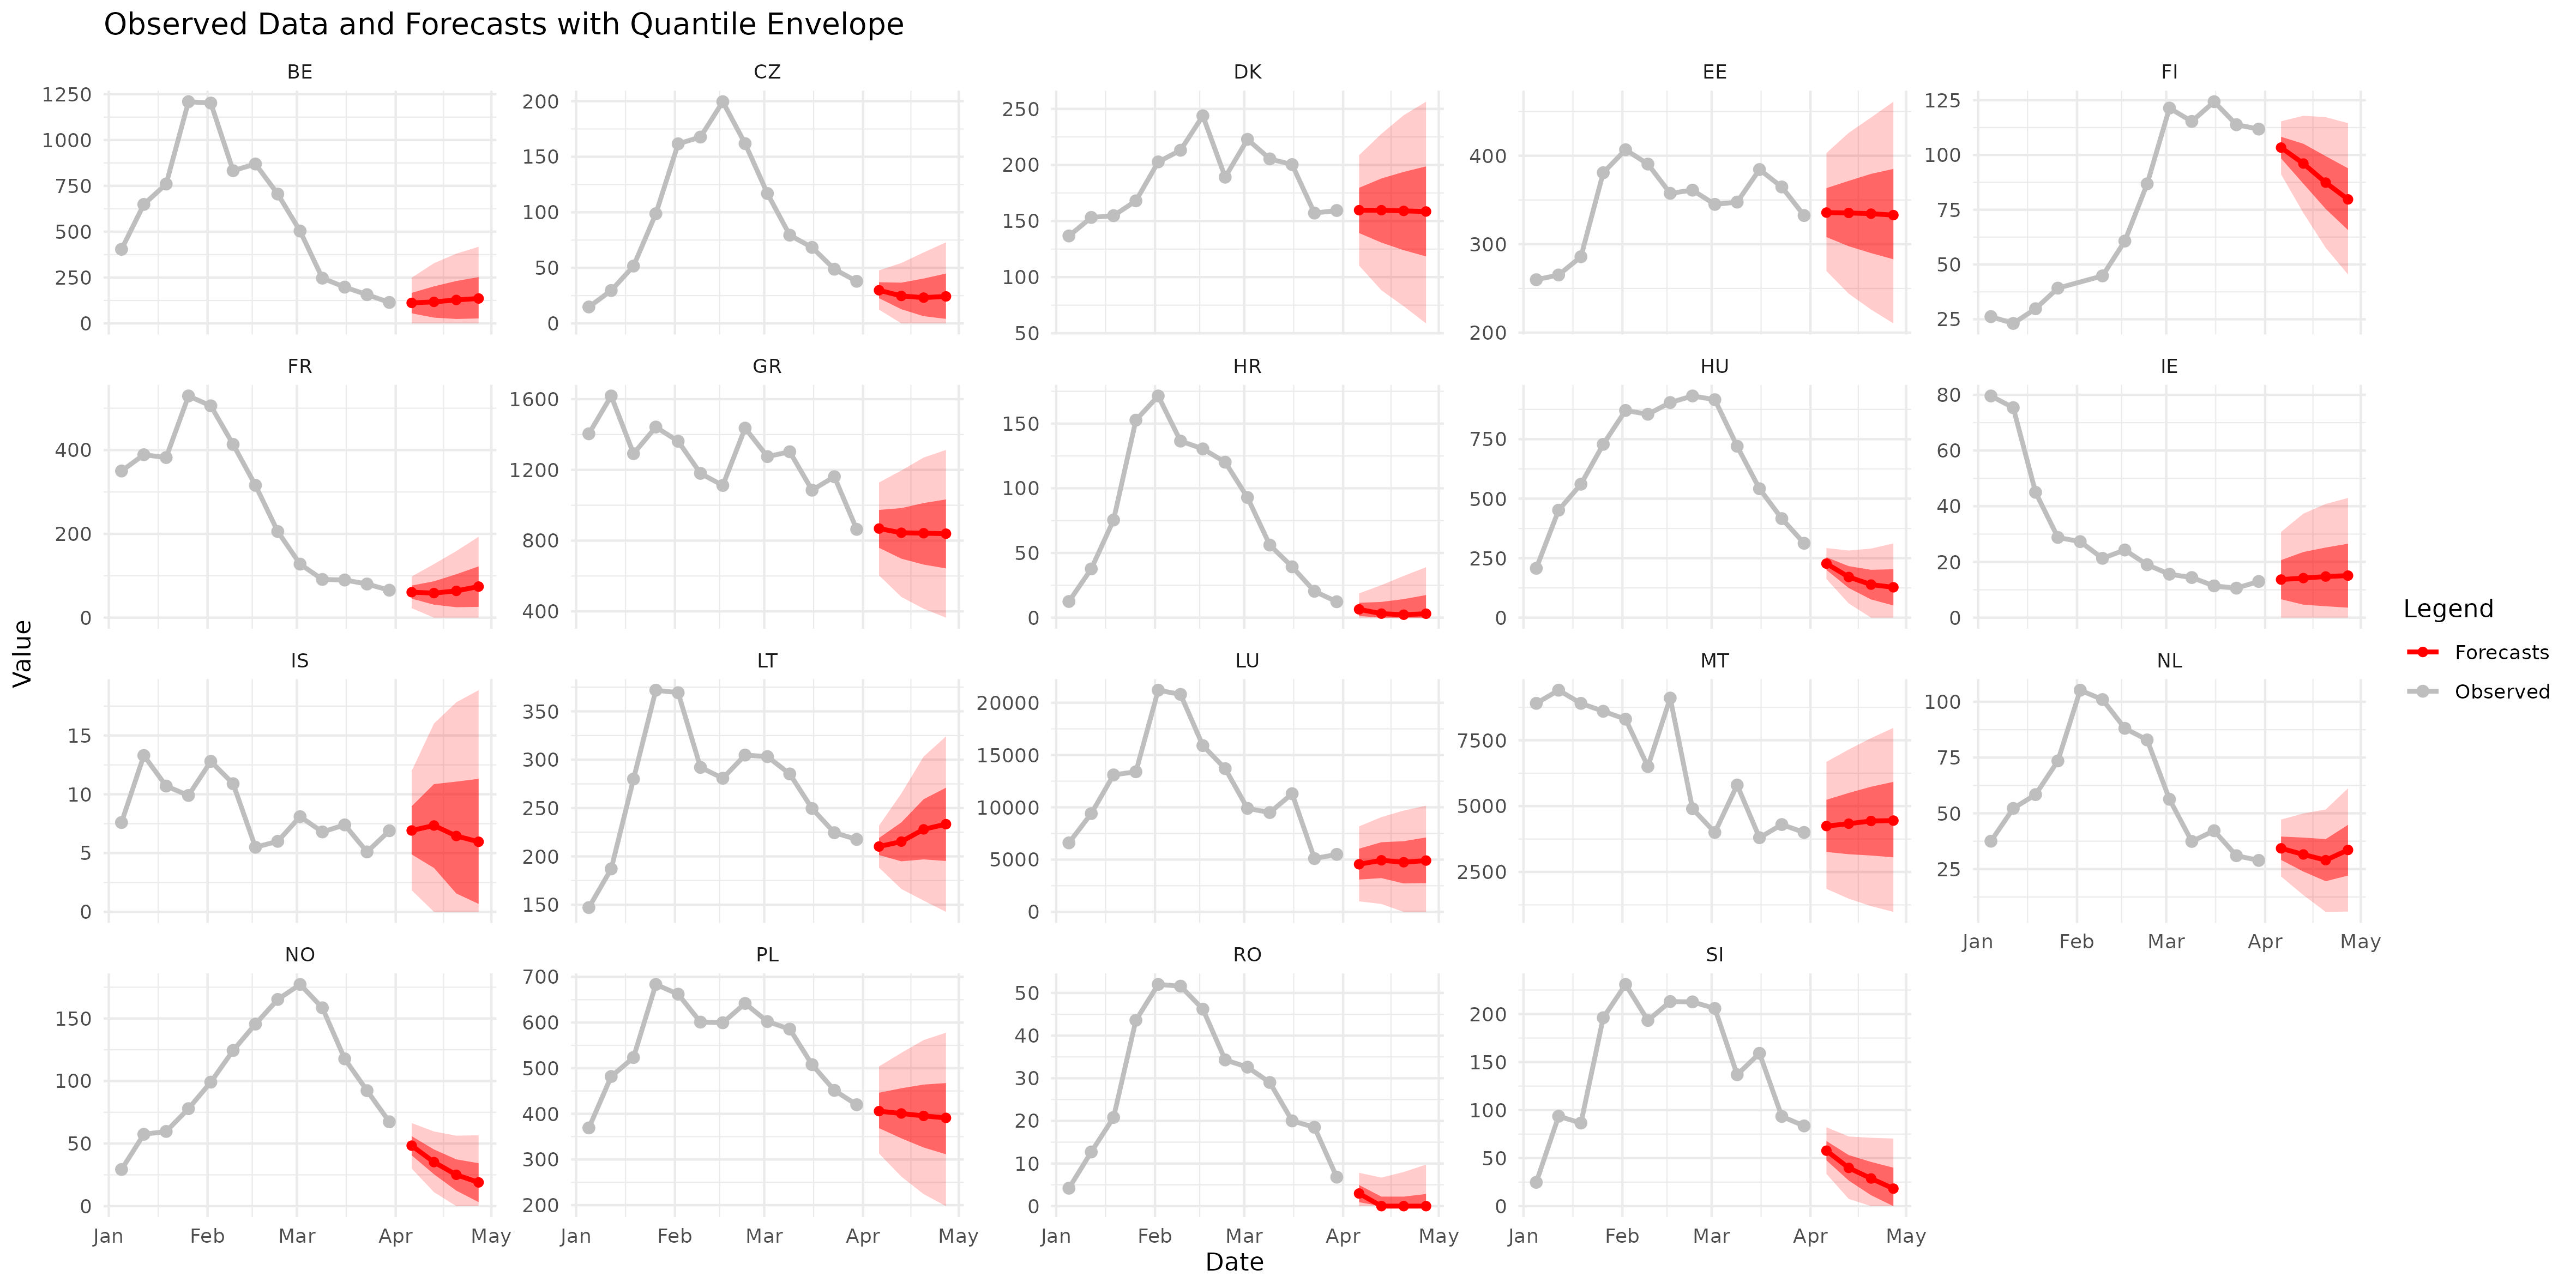 Observed Data and Forecasts with Quantile Envelope
BE CZ DK EE FI
1250 1000 750 500 250 0
200 150 100 50 0
250 200 150 100 50
400 300 200
125 100 75 50 25
FR GR HR HU IE
400 200 0
1600 1200 800 400
150 100 50 0
750 500 250 0
80 60 40 20 0
IS LT LU MT NL
15 10 5 0
350 300 250 200 150
20000 15000 10000 5000 0
7500 5000 2500
100 75 50 25
Jan Feb Mar Apr May
NO PL RO SI
150 100 50 0
700 600 500 400 300 200
50 40 30 20 10 0
200 150 100 50 0
Jan Feb Mar Apr May
Jan Feb Mar Apr May
Jan Feb Mar Apr May
Jan Feb Mar Apr May
Value
Date
Legend
Forecasts
Observed